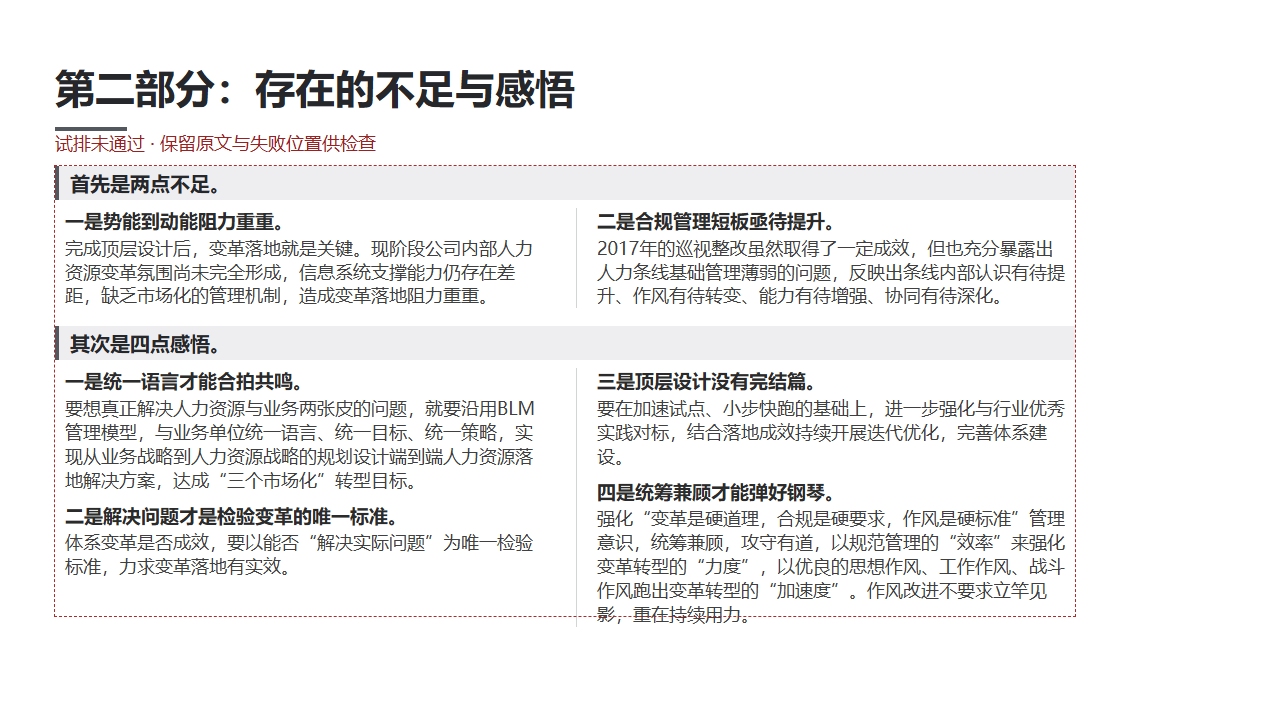 第二部分：存在的不足与感悟
试排未通过 · 保留原文与失败位置供检查
首先是两点不足。
一是势能到动能阻力重重。
完成顶层设计后，变革落地就是关键。现阶段公司内部人力
资源变革氛围尚未完全形成，信息系统支撑能力仍存在差
距，缺乏市场化的管理机制，造成变革落地阻力重重。
二是合规管理短板亟待提升。
2017年的巡视整改虽然取得了一定成效，但也充分暴露出
人力条线基础管理薄弱的问题，反映出条线内部认识有待提
升、作风有待转变、能力有待增强、协同有待深化。
其次是四点感悟。
一是统一语言才能合拍共鸣。
要想真正解决人力资源与业务两张皮的问题，就要沿用BLM
管理模型，与业务单位统一语言、统一目标、统一策略，实
现从业务战略到人力资源战略的规划设计端到端人力资源落
地解决方案，达成“三个市场化”转型目标。
二是解决问题才是检验变革的唯一标准。
体系变革是否成效，要以能否“解决实际问题”为唯一检验
标准，力求变革落地有实效。
三是顶层设计没有完结篇。
要在加速试点、小步快跑的基础上，进一步强化与行业优秀
实践对标，结合落地成效持续开展迭代优化，完善体系建
设。
四是统筹兼顾才能弹好钢琴。
强化“变革是硬道理，合规是硬要求，作风是硬标准”管理
意识，统筹兼顾，攻守有道，以规范管理的“效率”来强化
变革转型的“力度”，以优良的思想作风、工作作风、战斗
作风跑出变革转型的“加速度”。作风改进不要求立竿见
影，重在持续用力。